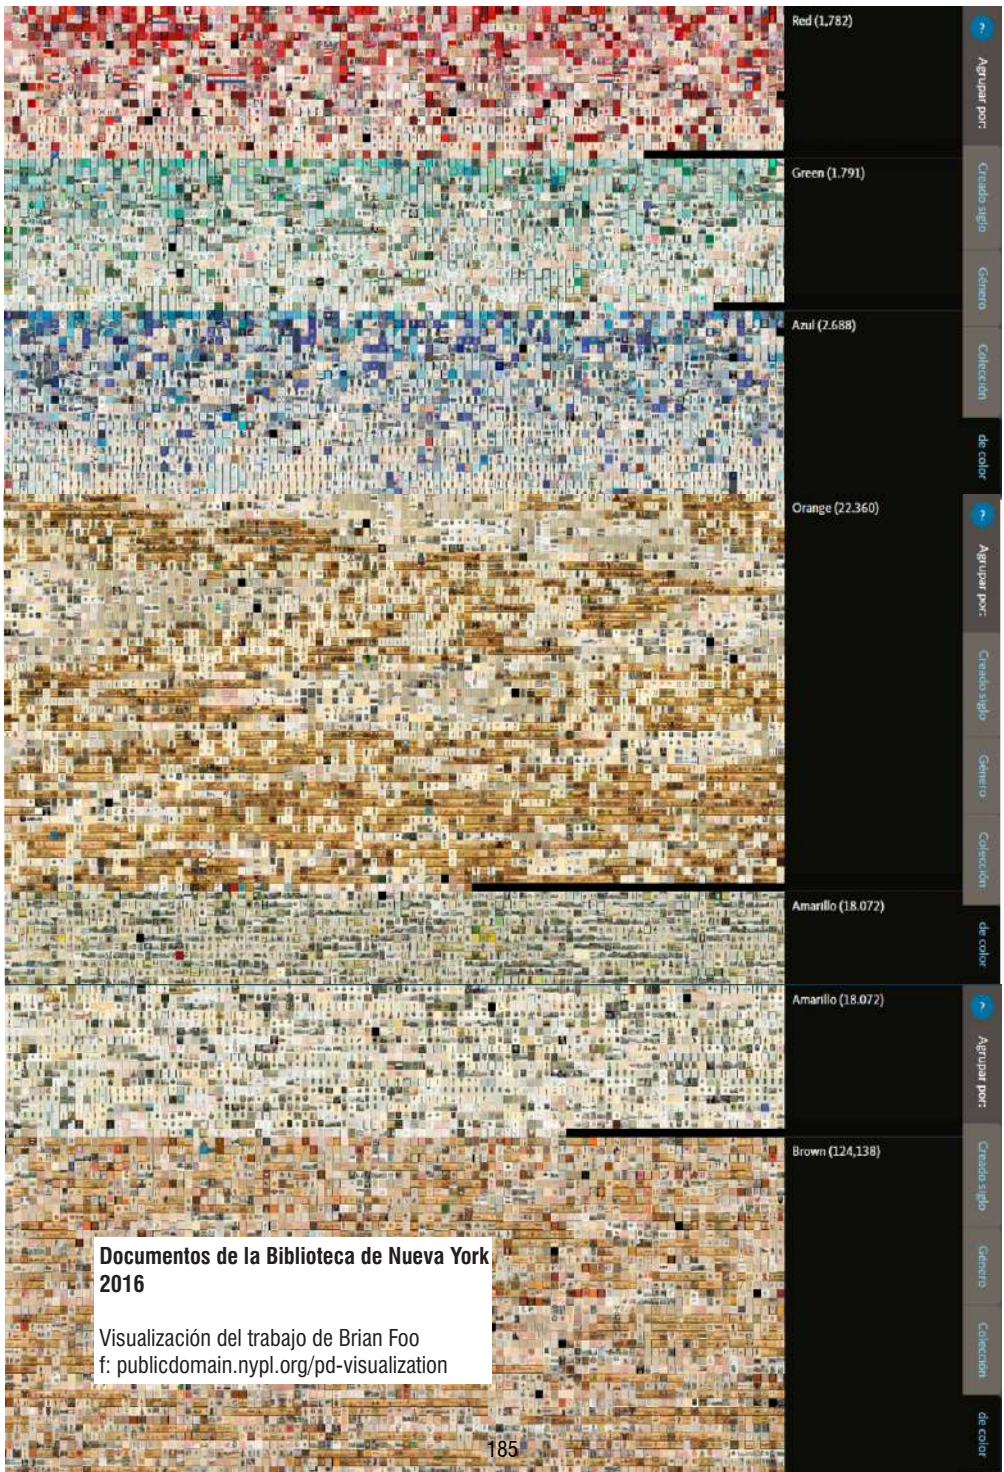 Red (1,782)
?
Agrupar por:
Creado siglo
Género
Colección
de color
Green (1.791)
Azul (2.688)
Orange (22.360)
?
Agrupar por:
Creado siglo
Género
Colección
de color
Amarillo (18.072)
Amarillo (18.072)
?
Agrupar por:
Creado siglo
Género
Colección
de color
Brown (124,138)
Documentos de la Biblioteca de Nueva York
2016
Visualización del trabajo de Brian Foo
f: publicdomain.nypl.org/pd-visualization
185